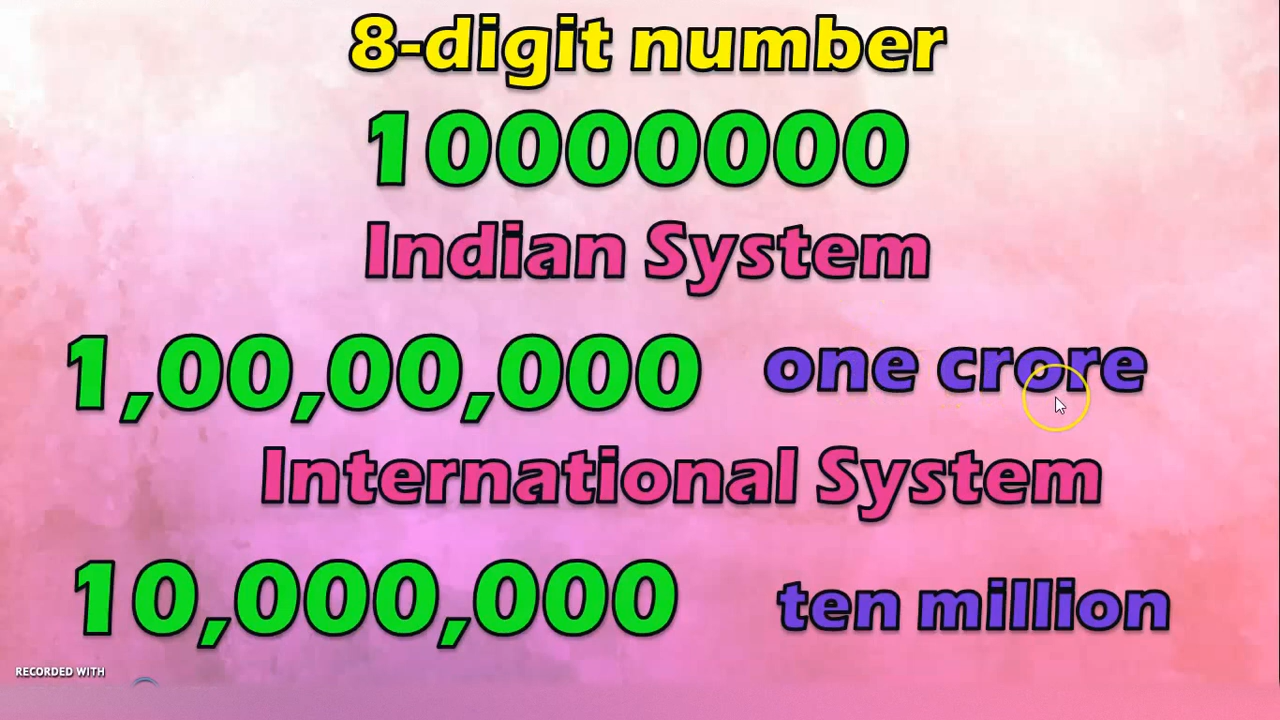 8-digit number
10000000
Indian System
1,00,00,000 one crore
International System
10,000,000 ten million
RECORDED WITH